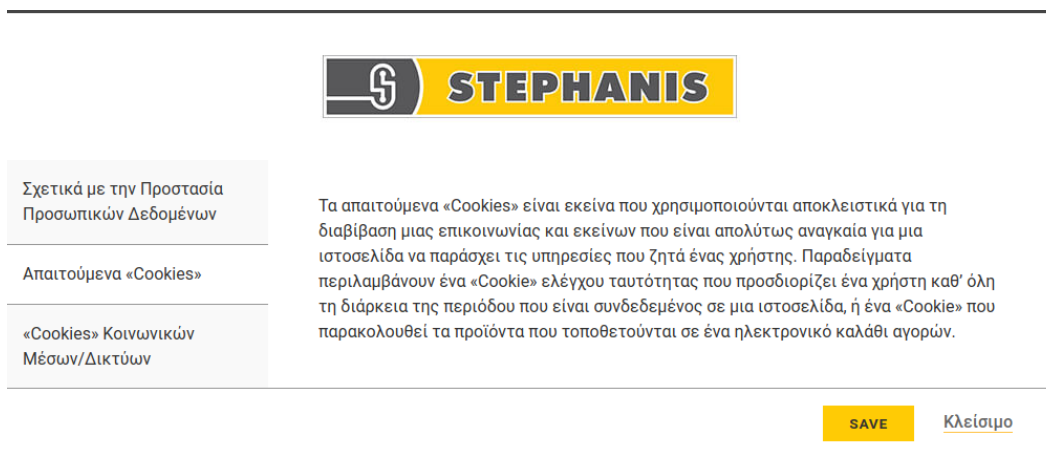 STEPHANIS
Σχετικά με την Προστασία
Προσωπικών Δεδομένων
Απαιτούμενα «Cookies»
«Cookies» Κοινωνικών
Μέσων/Δικτύων
Τα απαιτούμενα «Cookies» είναι εκείνα που χρησιμοποιούνται αποκλειστικά για τη
διαβίβαση μιας επικοινωνίας και εκείνων που είναι απολύτως αναγκαία για μια
ιστοσελίδα να παράσχει τις υπηρεσίες που ζητά ένας χρήστης. Παραδείγματα
περιλαμβάνουν ένα «Cookie» ελέγχου ταυτότητας που προσδιορίζει ένα χρήστη καθ’ όλη
τη διάρκεια της περιόδου που είναι συνδεδεμένος σε μια ιστοσελίδα, ή ένα «Cookie» που
παρακολουθεί τα προϊόντα που τοποθετούνται σε ένα ηλεκτρονικό καλάθι αγορών.
SAVE
Κλείσιμο